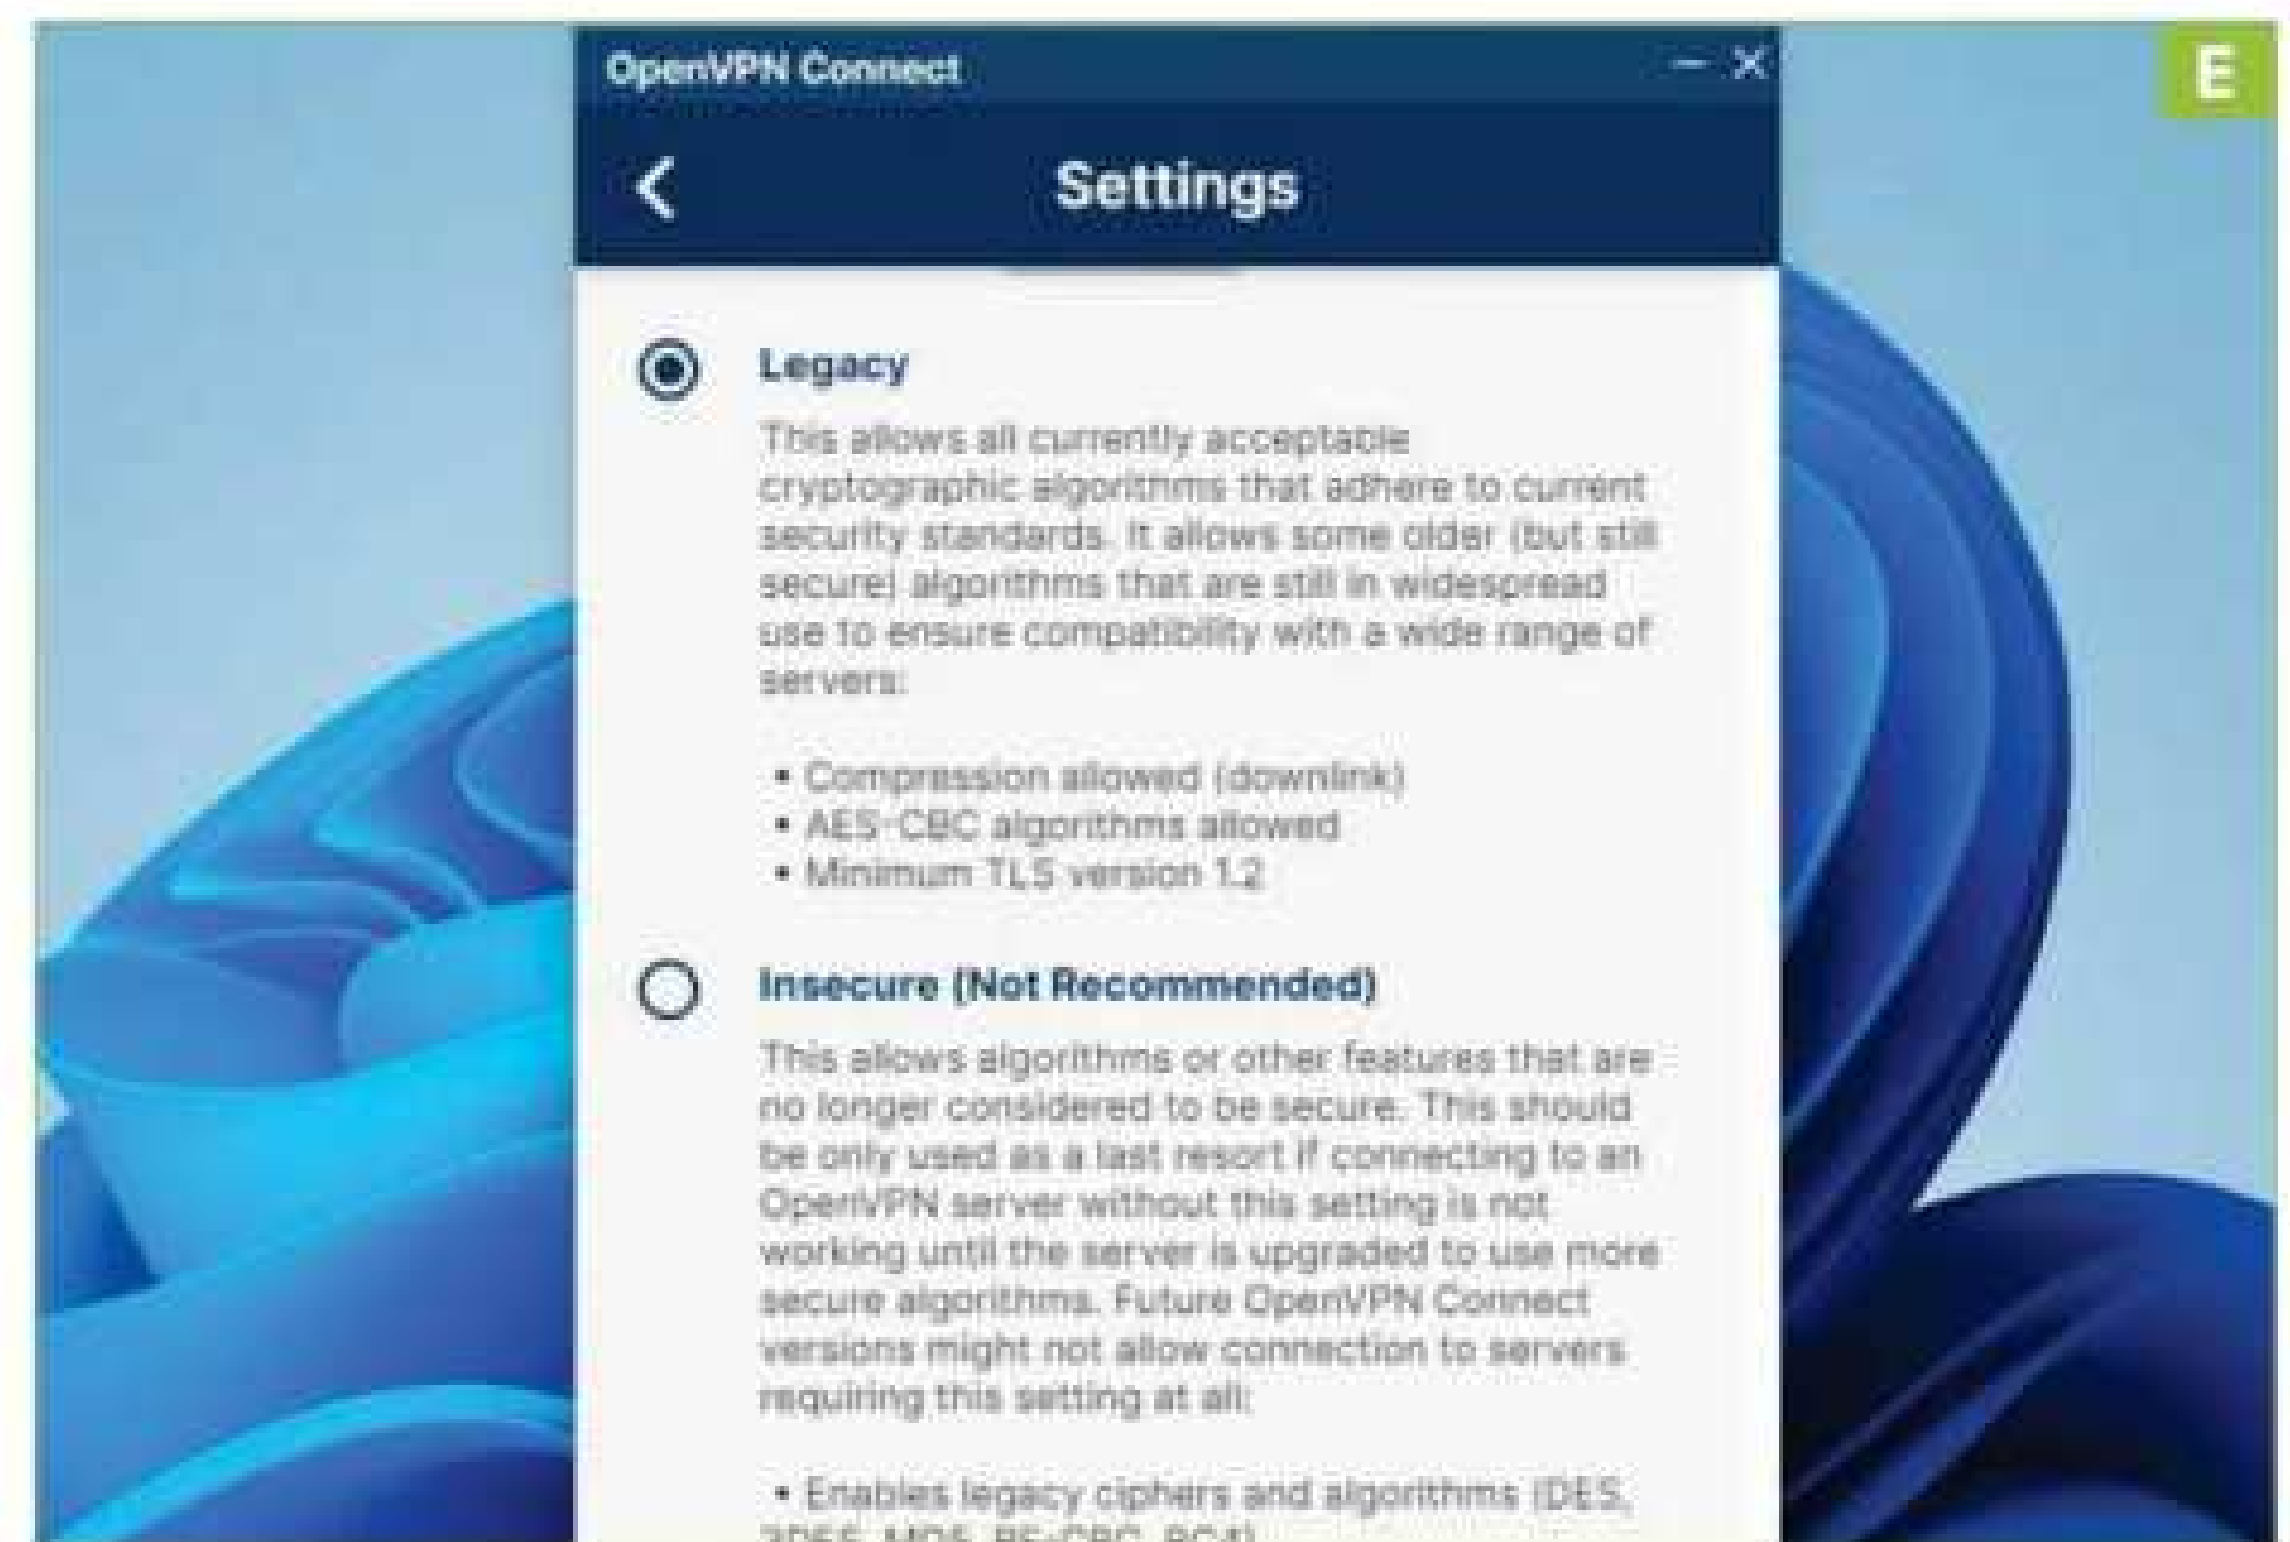 OpenVPN Connect
E
Settings
Legacy
This allows all currently acceptable
cryptographic algorithms that adhere to current
security standards. It allows some older (but still
secure) algorithms that are still in widespread
use to ensure compatibility with a wide range of
servers:
• Compression allowed (downlink)
• AES-CBC algorithms allowed
• Minimum TLS version 1.2
Insecure (Not Recommended)
This allows algorithms or other features that are
no longer considered to be secure. This should
be only used as a last resort if connecting to an
OpenVPN server without this setting is not
working until the server is upgraded to use more
secure algorithms. Future OpenVPN Connect
versions might not allow connection to servers
requiring this setting at all:
• Enables legacy ciphers and algorithms (DES,